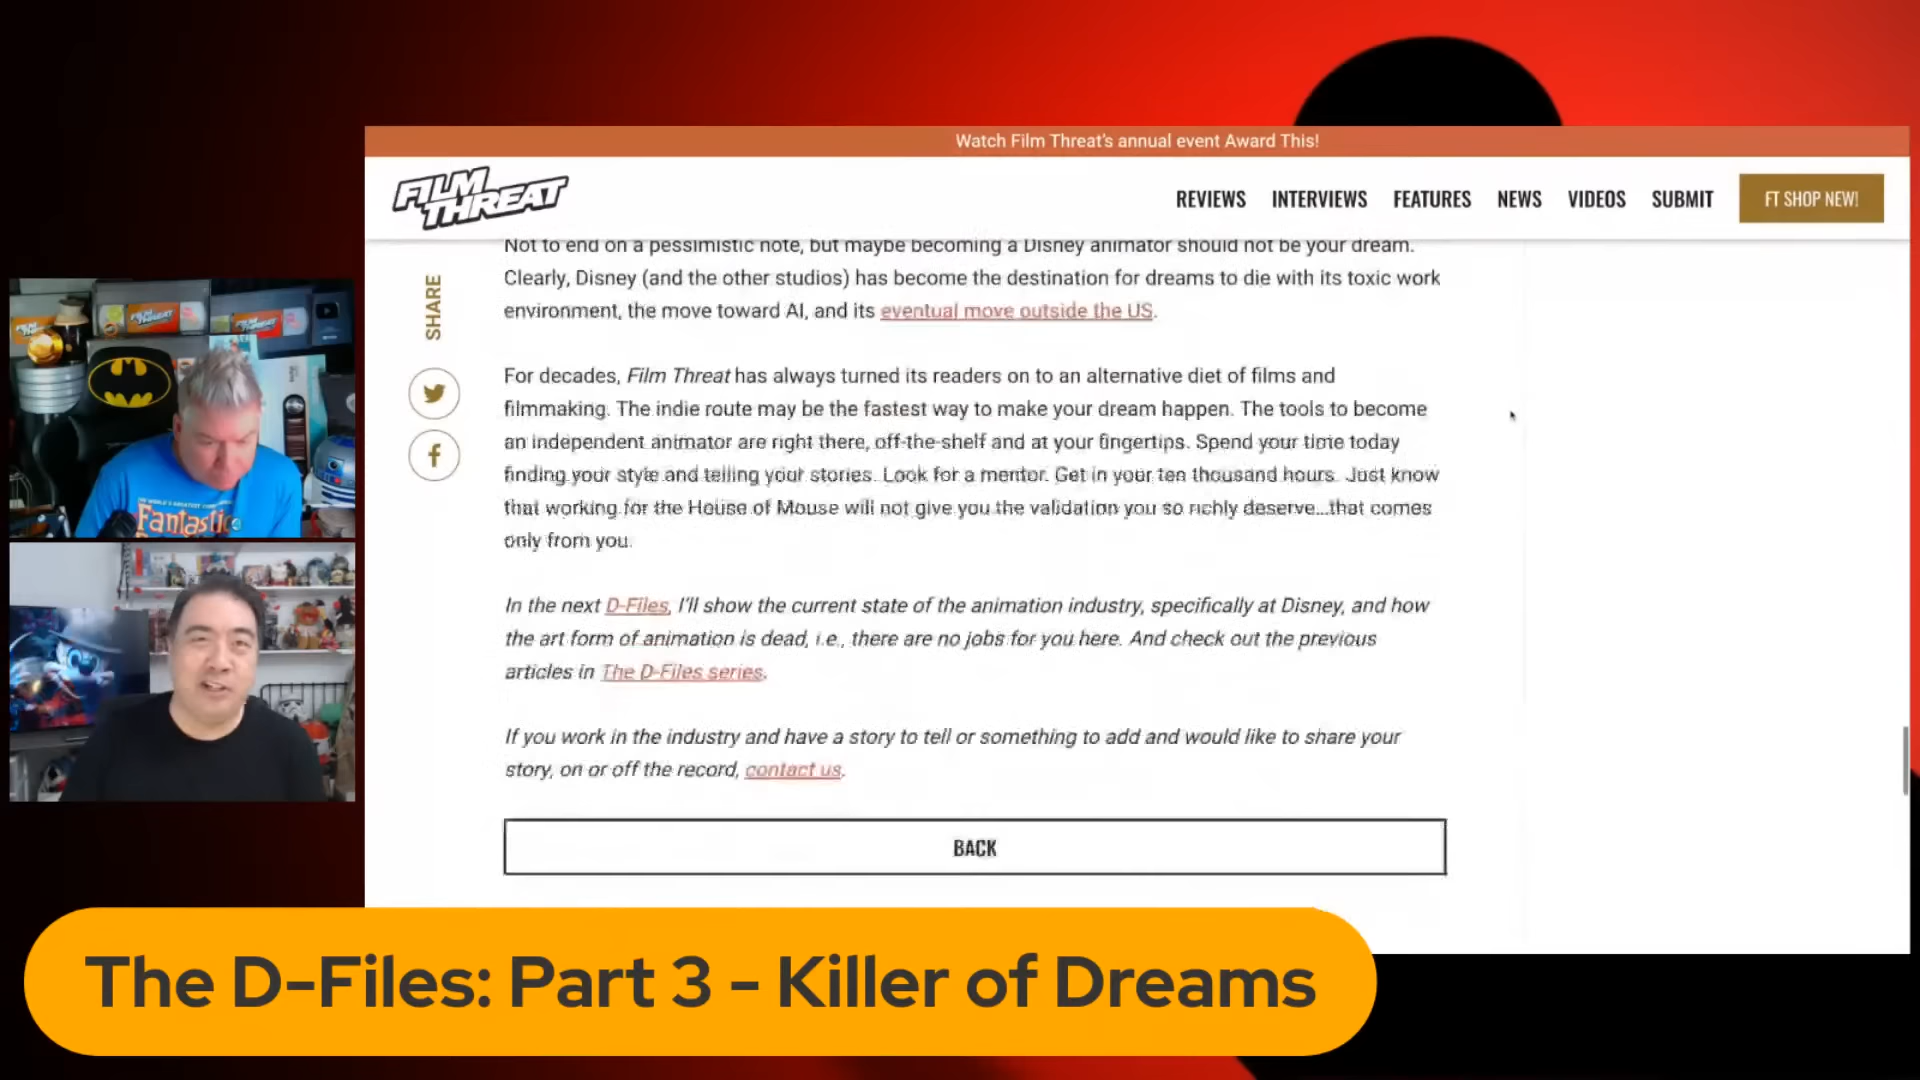 Watch Film Threat's annual event Award This!
FILM THREAT
REVIEWS INTERVIEWS FEATURES NEWS VIDEOS SUBMIT FT SHOP NEW!
SHARE
Not to end on a pessimistic note, but maybe becoming a Disney animator should not be your dream.
Clearly, Disney (and the other studios) has become the destination for dreams to die with its toxic work
environment, the move toward AI, and its eventual move outside the US.
For decades, Film Threat has always turned its readers on to an alternative diet of films and
filmmaking. The indie route may be the fastest way to make your dream happen. The tools to become
an independent animator are right there, off-the-shelf and at your fingertips. Spend your time today
finding your style and telling your stories. Look for a mentor. Get in your ten thousand hours. Just know
that working for the House of Mouse will not give you the validation you so richly deserve...that comes
only from you.
In the next D-Files, I'll show the current state of the animation industry, specifically at Disney, and how
the art form of animation is dead, i.e., there are no jobs for you here. And check out the previous
articles in The D-Files series.
If you work in the industry and have a story to tell or something to add and would like to share your
story, on or off the record, contact us.
BACK
FILM THREAT
Fantastic
The D-Files: Part 3 - Killer of Dreams